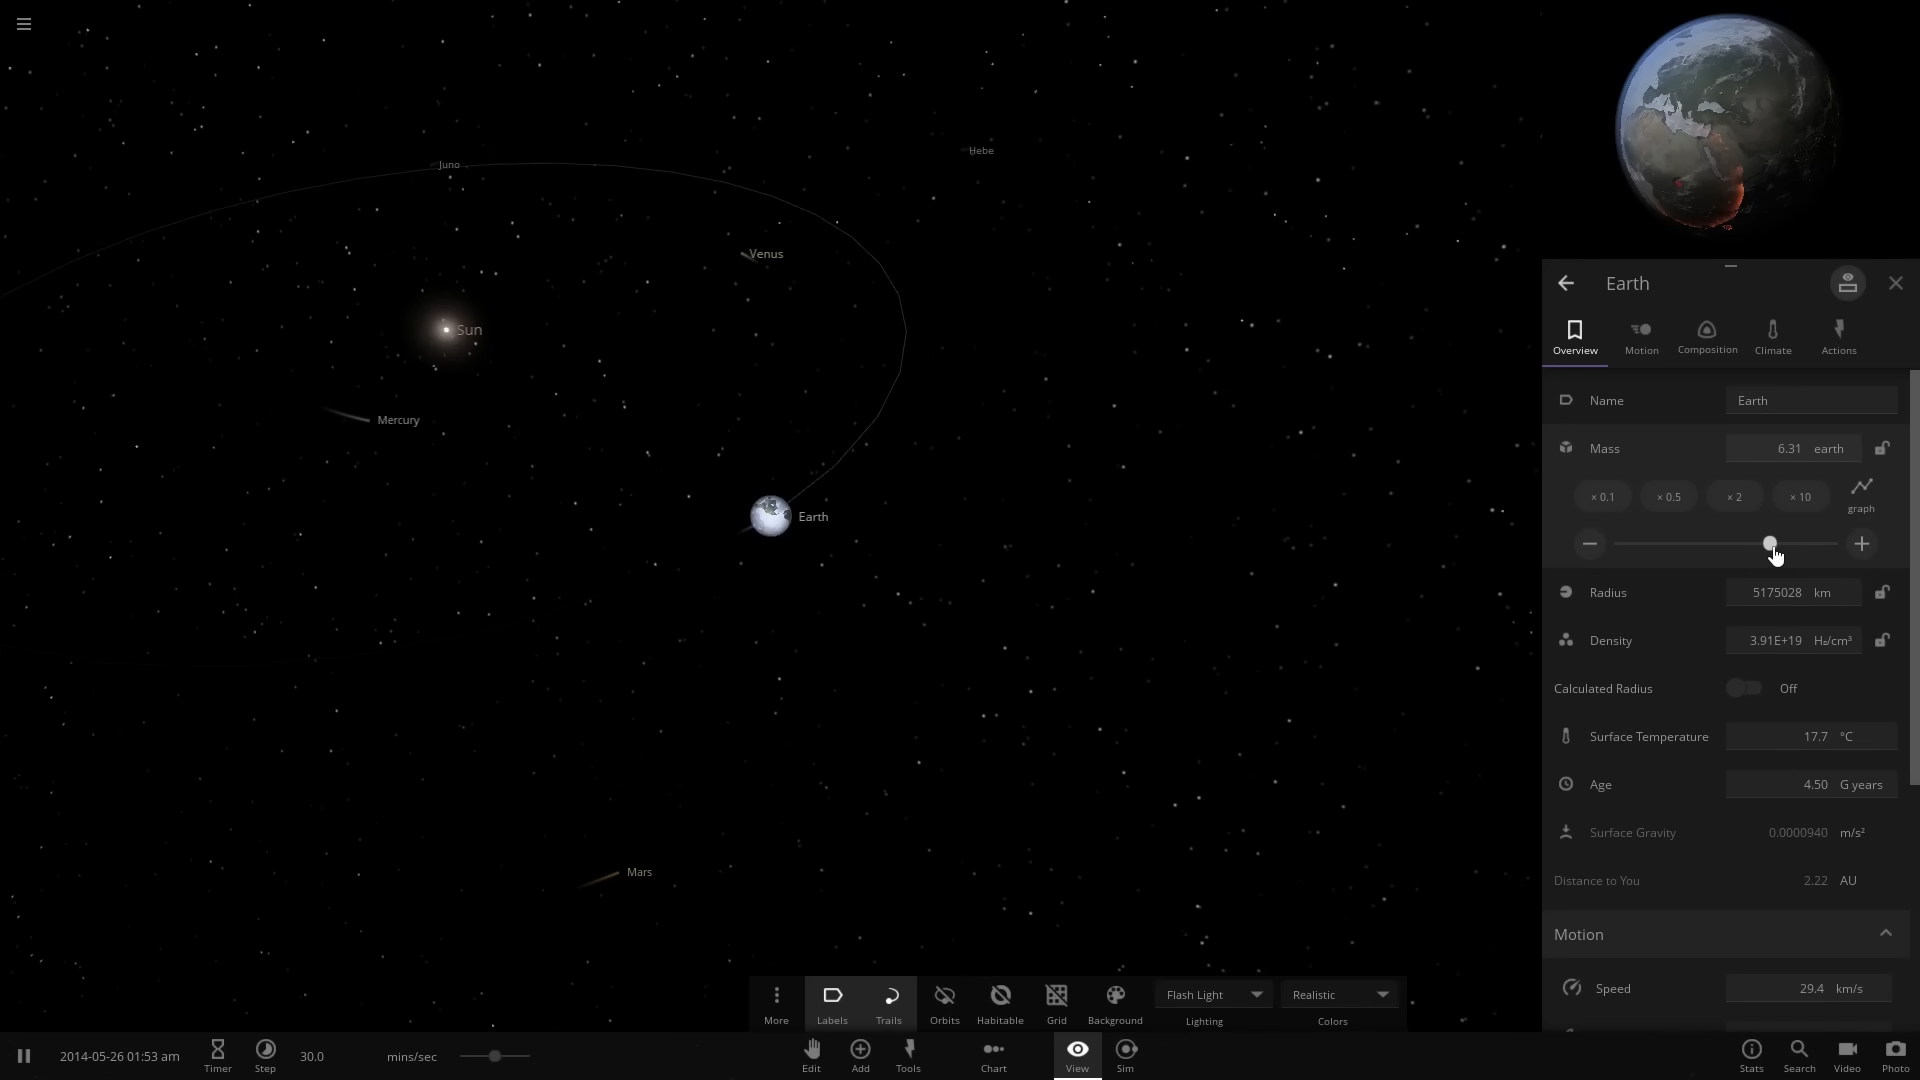 Juno
Hebe
Venus
Sun
Mercury
Earth
Mars
Earth
Overview
Motion
Composition
Climate
Actions
Name Earth
Mass 6.31 earth
× 0.1 × 0.5 × 2 × 10 graph
Radius 5175028 km
Density 3.91E+19 H₂/cm³
Calculated Radius Off
Surface Temperature 17.7 °C
Age 4.50 G years
Surface Gravity 0.0000940 m/s²
Distance to You 2.22 AU
Motion
Speed 29.4 km/s
More
Labels
Trails
Orbits
Habitable
Grid
Background
Flash Light
Lighting
Realistic
Colors
2014-05-26 01:53 am
Timer
Step
30.0 mins/sec
Edit
Add
Tools
Chart
View
Sim
Stats
Search
Video
Photo